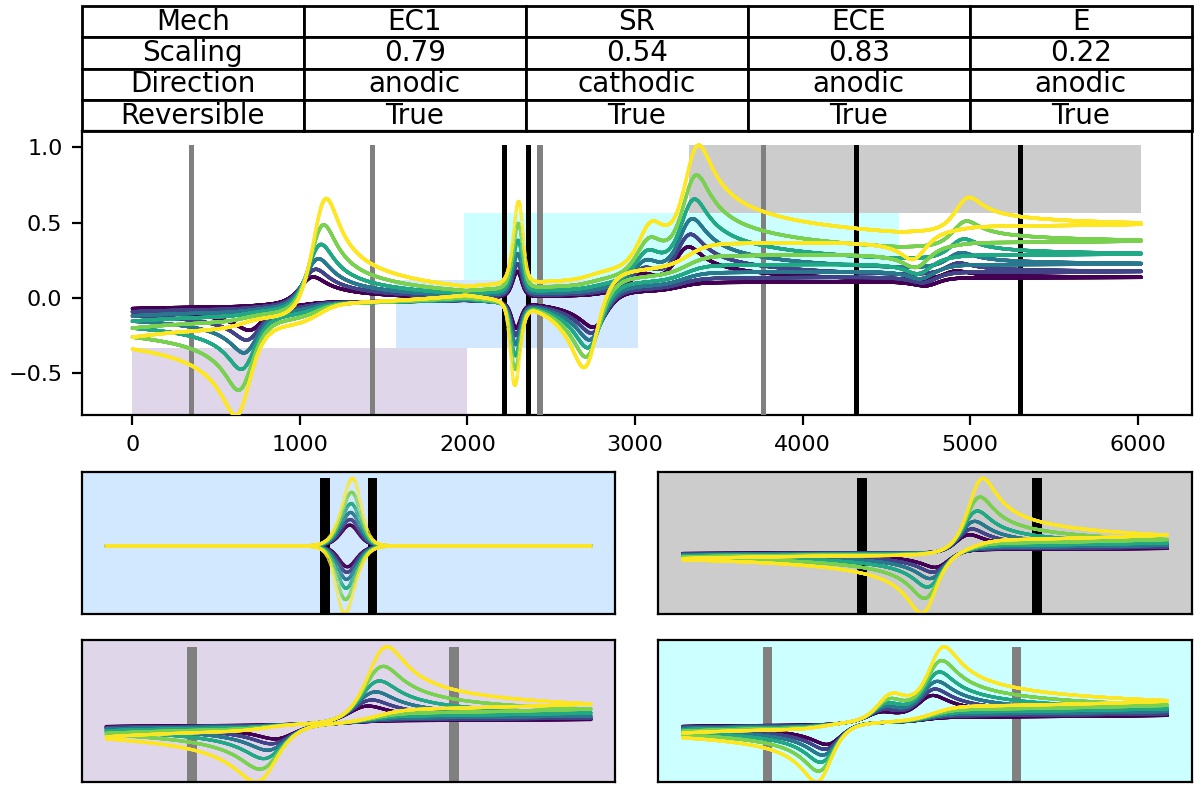 Mech EC1 SR ECE E
Scaling 0.79 0.54 0.83 0.22
Direction anodic cathodic anodic anodic
Reversible True True True True
1.0
0.5
0.0
−0.5
0 1000 2000 3000 4000 5000 6000